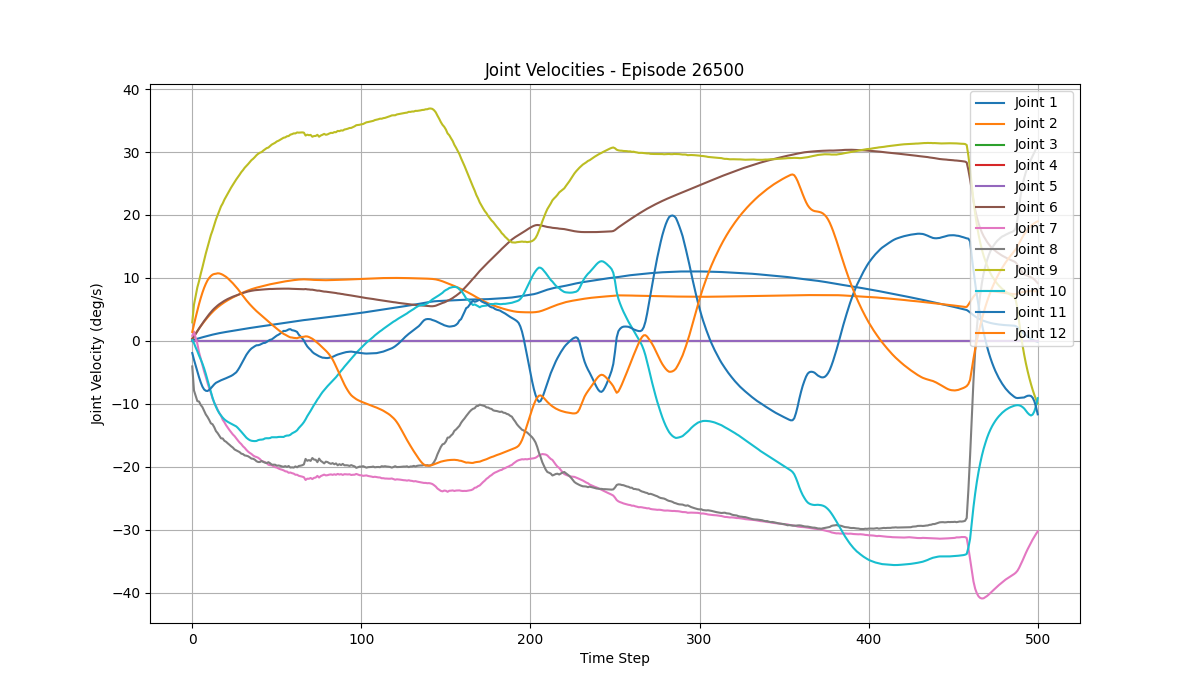 Joint Velocities - Episode 26500
Joint Velocity (deg/s)
40
30
20
10
0
−10
−20
−30
−40
Joint 1
Joint 2
Joint 3
Joint 4
Joint 5
Joint 6
Joint 7
Joint 8
Joint 9
Joint 10
Joint 11
Joint 12
0 100 200 300 400 500
Time Step